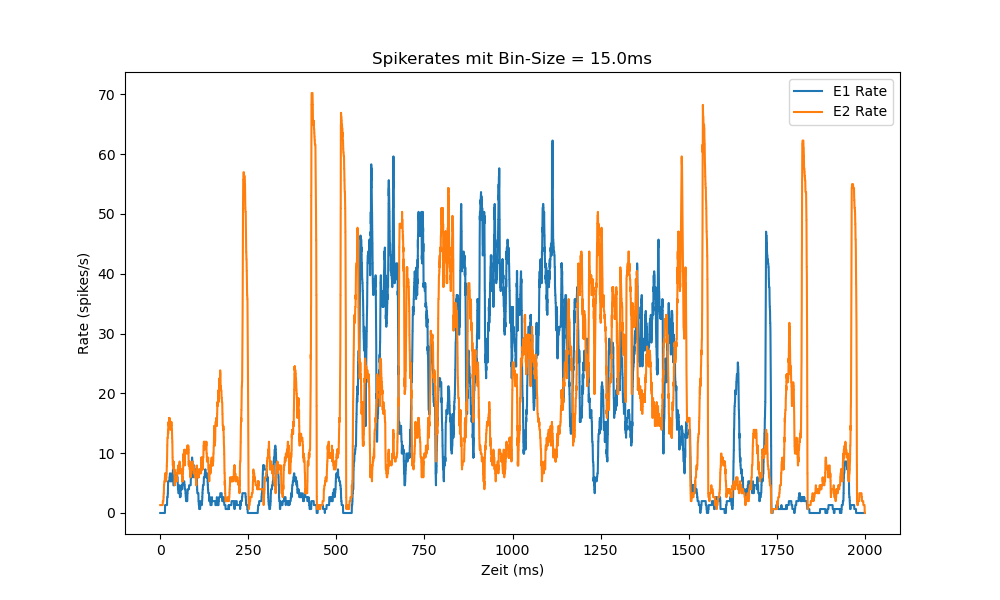 Spikerates mit Bin-Size = 15.0ms
E1 Rate
E2 Rate
Rate (spikes/s)
70
60
50
40
30
20
10
0
0 250 500 750 1000 1250 1500 1750 2000
Zeit (ms)